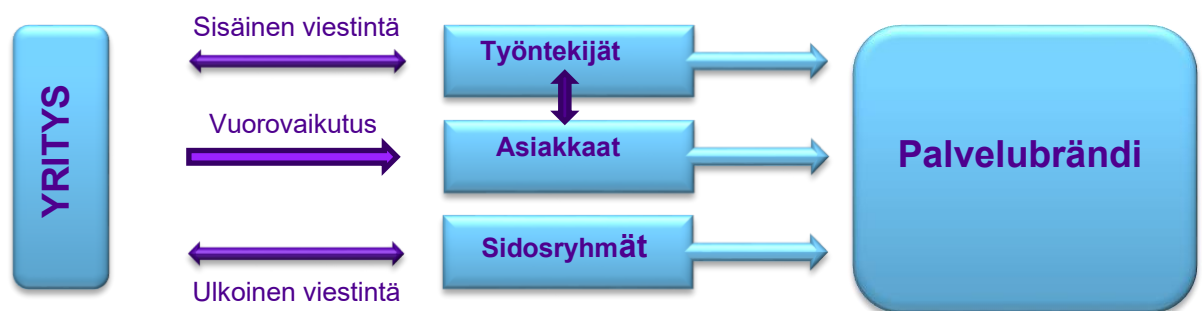 YRITYS
Sisäinen viestintä
Työntekijät
Vuorovaikutus
Asiakkaat
Palvelubrändi
Sidosryhmät
Ulkoinen viestintä